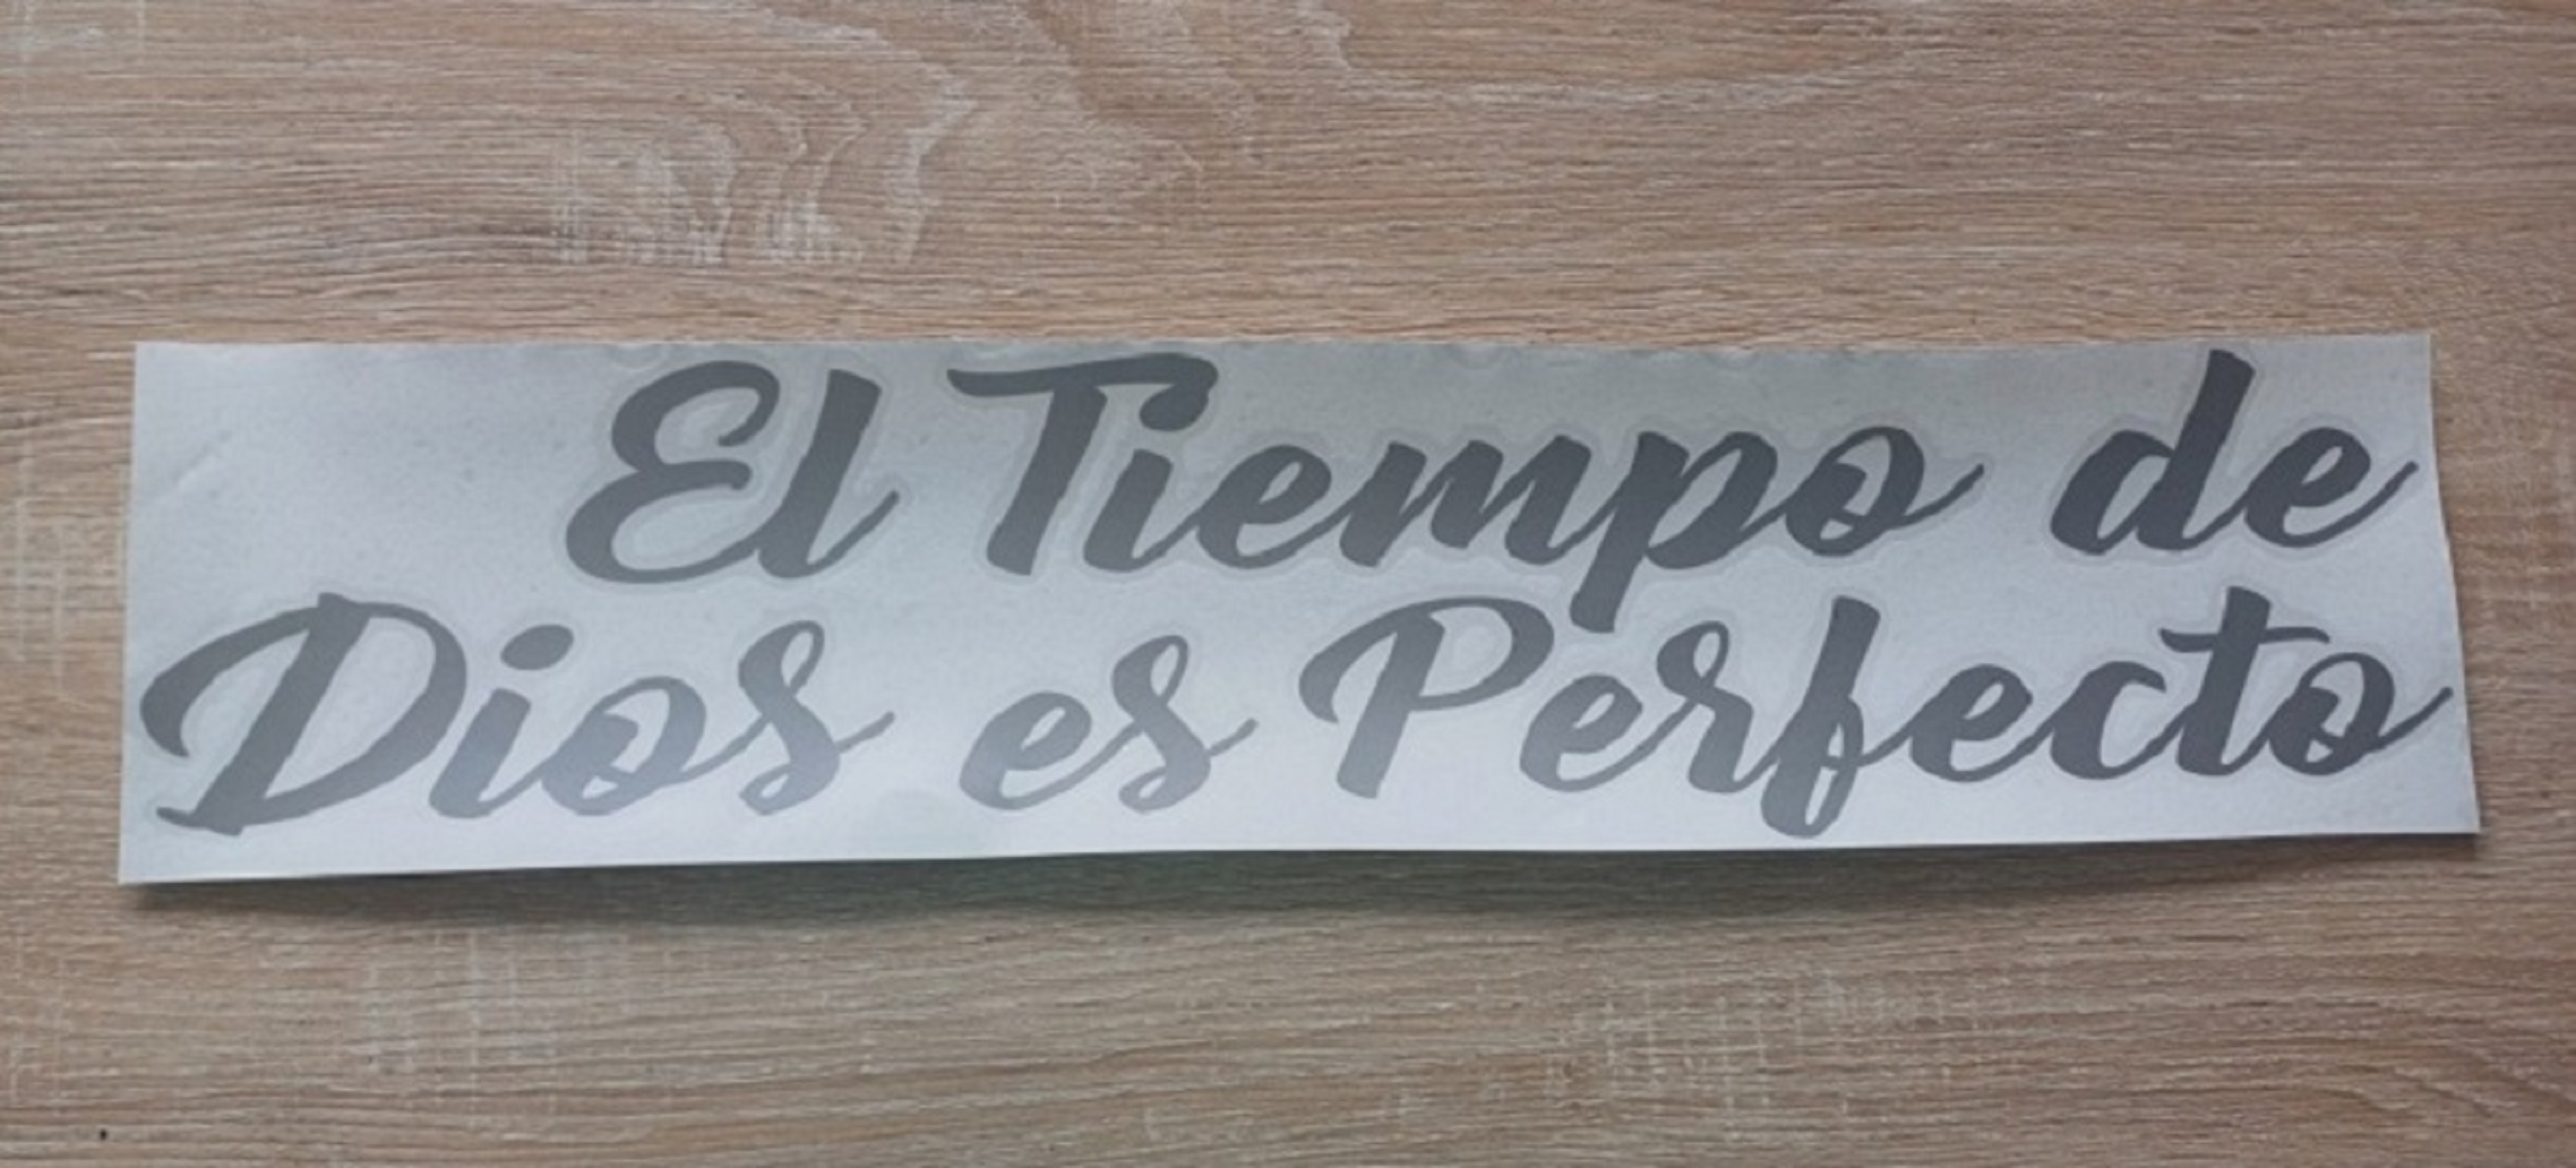 El Tiempo de
Dios es Perfecto